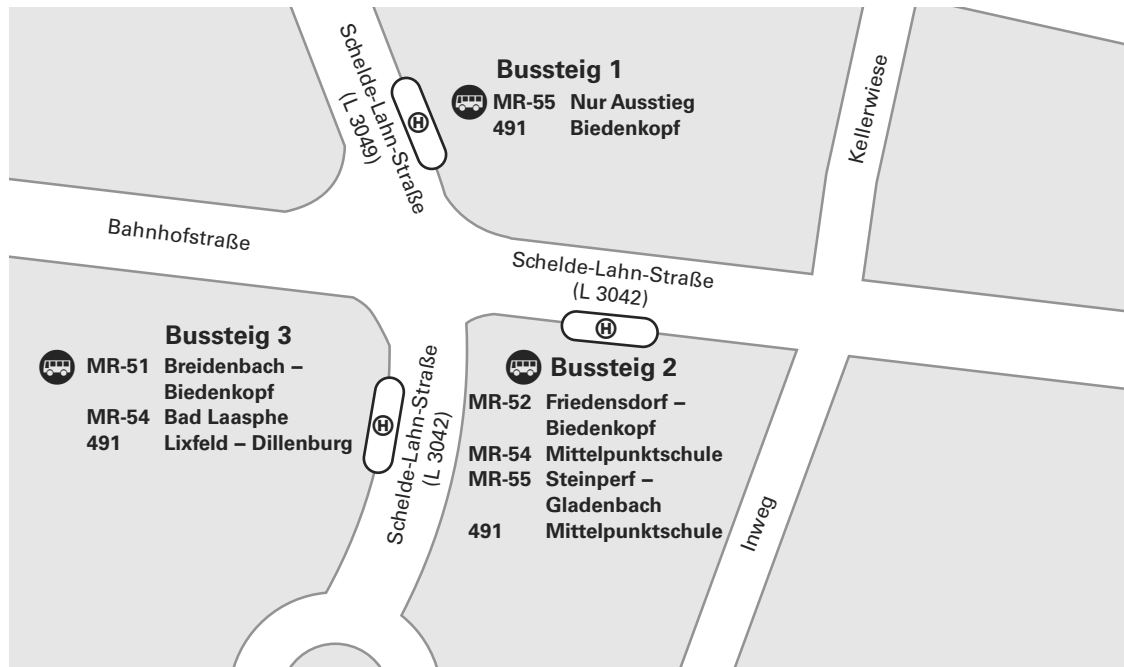 Schelde-Lahn-Straße
(L 3049)
Bussteig 1
MR-55 Nur Ausstieg
491 Biedenkopf
Kellerwiese
Bahnhofstraße
Schelde-Lahn-Straße
(L 3042)
H
H
Bussteig 3
MR-51 Breidenbach –
Biedenkopf
MR-54 Bad Laasphe
491 Lixfeld – Dillenburg
H
Schelde-Lahn-Straße
(L 3042)
Bussteig 2
MR-52 Friedensdorf –
Biedenkopf
MR-54 Mittelpunktschule
MR-55 Steinperf –
Gladenbach
491 Mittelpunktschule
Inweg